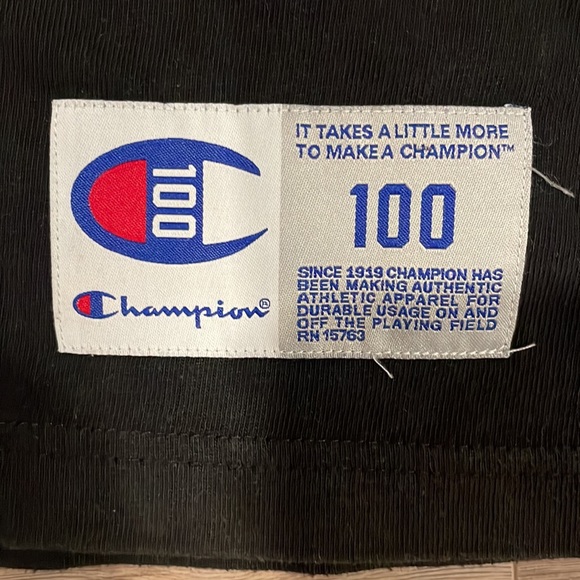 100
Champion®
IT TAKES A LITTLE MORE
TO MAKE A CHAMPION™
100
SINCE 1919 CHAMPION HAS
BEEN MAKING AUTHENTIC
ATHLETIC APPAREL FOR
DURABLE USAGE ON AND
OFF THE PLAYING FIELD
RN 15763